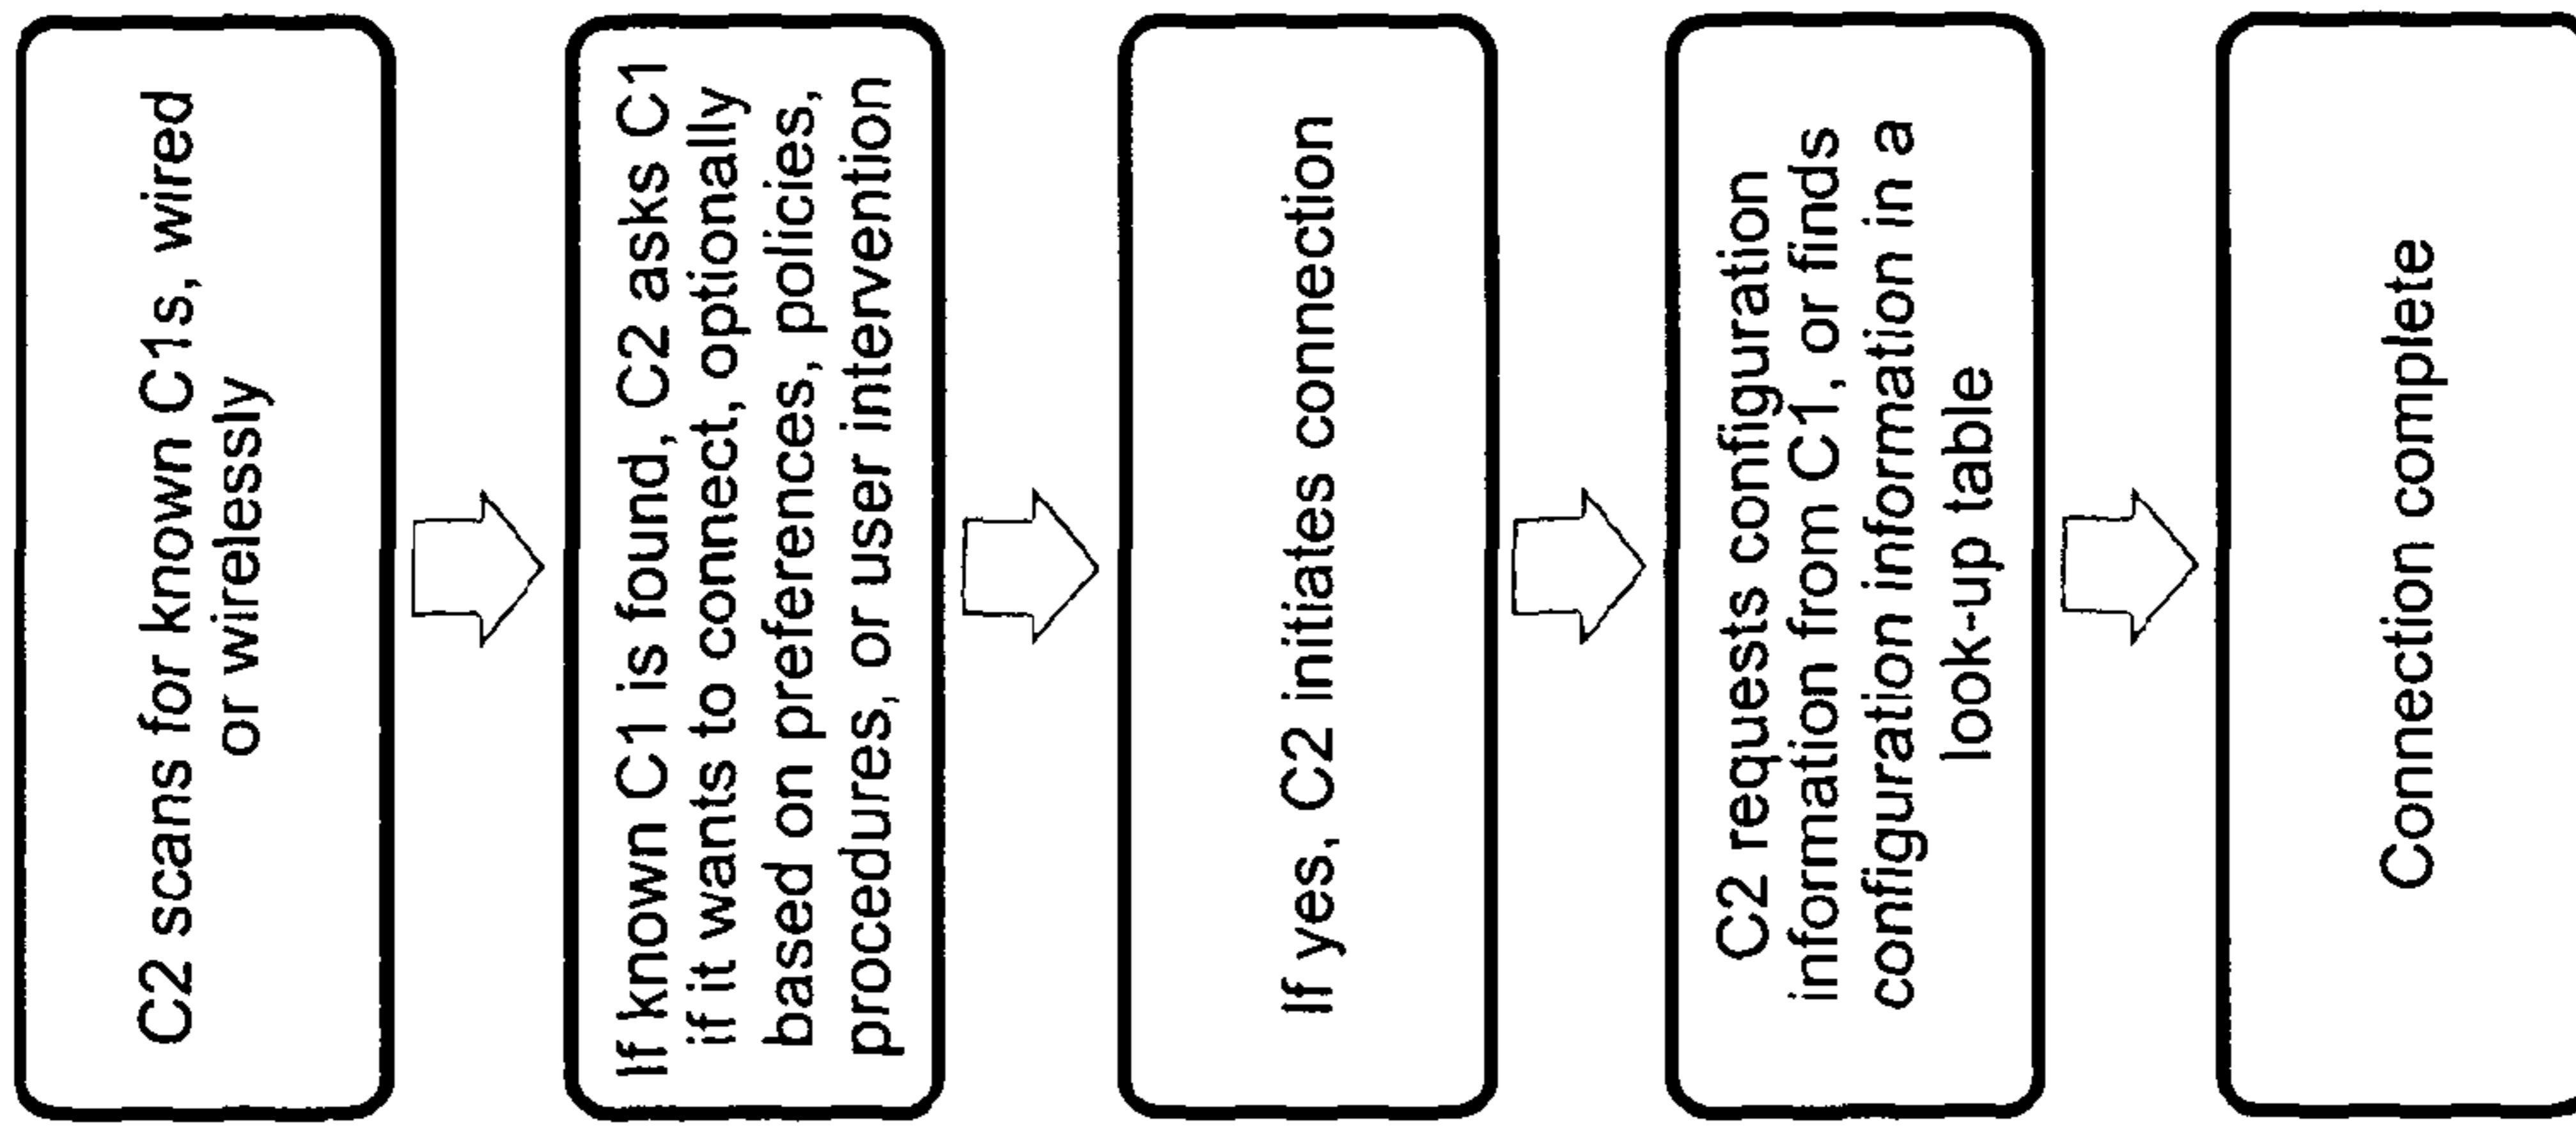 C2 scans for known C1s, wired
or wirelessly
If known C1 is found, C2 asks C1
if it wants to connect, optionally
based on preferences, policies,
procedures, or user intervention
If yes, C2 initiates connection
C2 requests configuration
information from C1, or finds
configuration information in a
look-up table
Connection complete